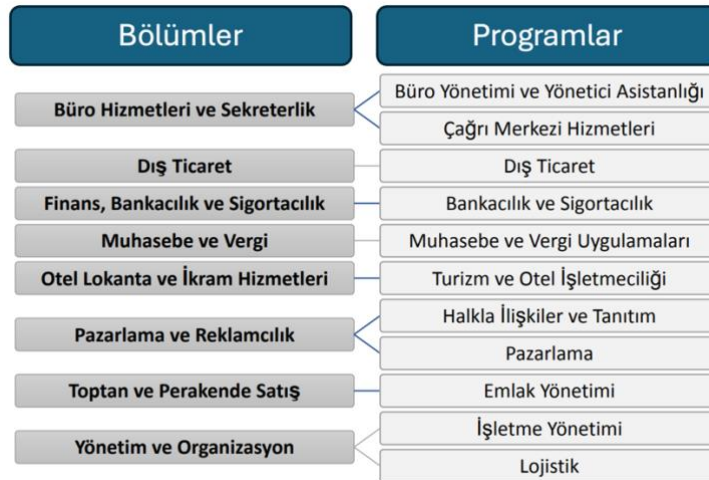 Bölümler
Programlar
Büro Hizmetleri ve Sekreterlik
Büro Yönetimi ve Yönetici Asistanlığı
Çağrı Merkezi Hizmetleri
Dış Ticaret
Dış Ticaret
Finans, Bankacılık ve Sigortacılık
Bankacılık ve Sigortacılık
Muhasebe ve Vergi
Muhasebe ve Vergi Uygulamaları
Otel Lokanta ve İkram Hizmetleri
Turizm ve Otel İşletmeciliği
Pazarlama ve Reklamcılık
Halkla İlişkiler ve Tanıtım
Pazarlama
Toptan ve Perakende Satış
Emlak Yönetimi
Yönetim ve Organizasyon
İşletme Yönetimi
Lojistik